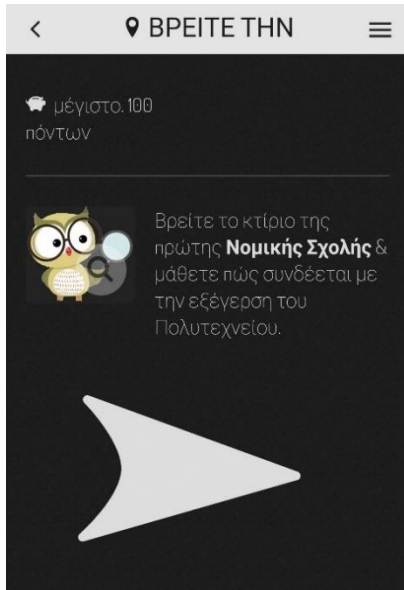 ΒΡΕΙΤΕ ΤΗΝ
μέγιστο. 100
πόντων
Βρείτε το κτίριο της
πρώτης Νομικής Σχολής &
μάθετε πώς συνδέεται με
την εξέγερση του
Πολυτεχνείου.